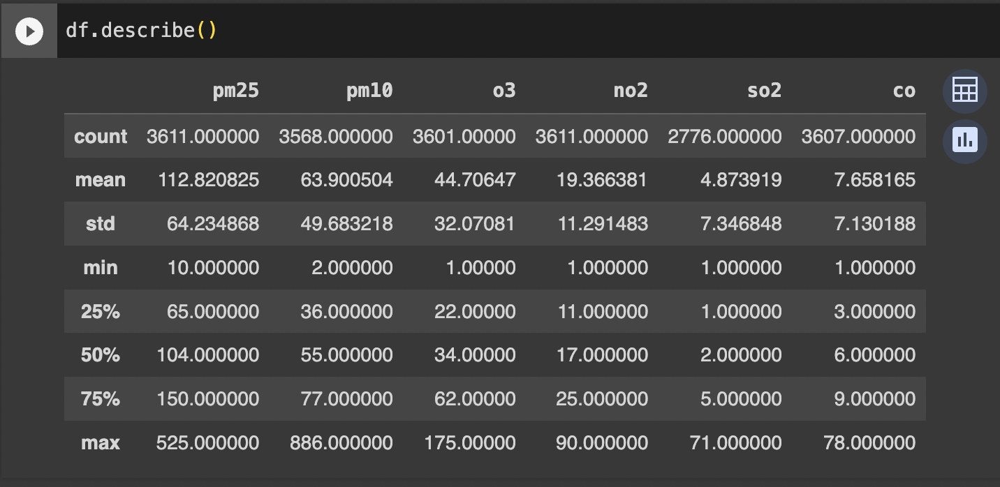 df.describe()
pm25 pm10 o3 no2 so2 co
count 3611.000000 3568.000000 3601.00000 3611.000000 2776.000000 3607.000000
mean 112.820825 63.900504 44.70647 19.366381 4.873919 7.658165
std 64.234868 49.683218 32.07081 11.291483 7.346848 7.130188
min 10.000000 2.000000 1.00000 1.000000 1.000000 1.000000
25% 65.000000 36.000000 22.00000 11.000000 1.000000 3.000000
50% 104.000000 55.000000 34.00000 17.000000 2.000000 6.000000
75% 150.000000 77.000000 62.00000 25.000000 5.000000 9.000000
max 525.000000 886.000000 175.00000 90.000000 71.000000 78.000000